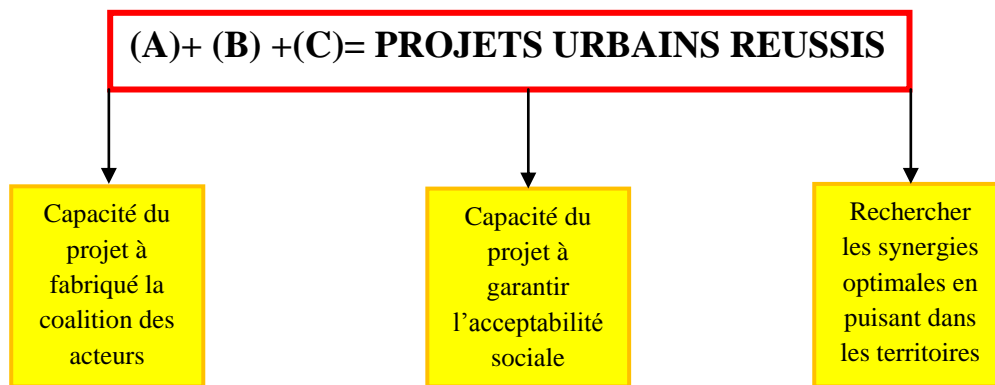 (A)+ (B) +(C)= PROJETS URBAINS REUSSIS
Capacité du
projet à
fabriqué la
coalition des
acteurs
Capacité du
projet à
garantir
l’acceptabilité
sociale
Rechercher
les synergies
optimales en
puisant dans
les territoires